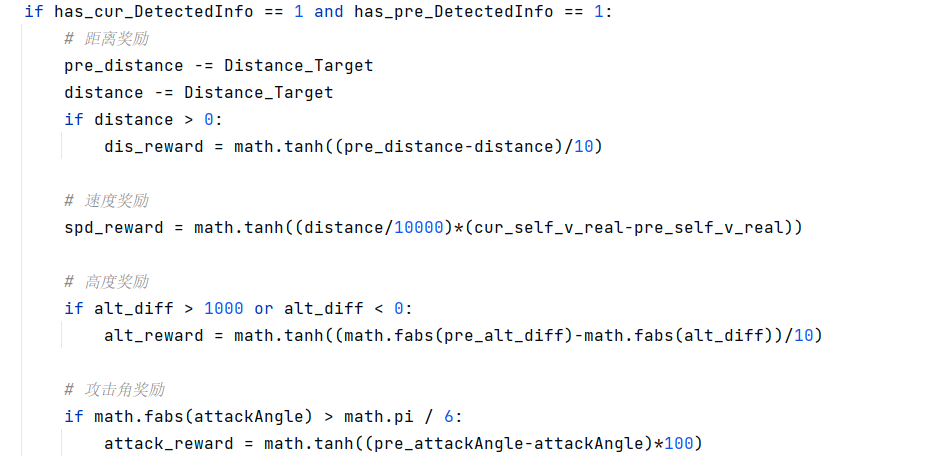 if has_cur_DetectedInfo == 1 and has_pre_DetectedInfo == 1:
# 距离奖励
pre_distance -= Distance_Target
distance -= Distance_Target
if distance > 0:
dis_reward = math.tanh((pre_distance-distance)/10)
# 速度奖励
spd_reward = math.tanh((distance/10000)*(cur_self_v_real-pre_self_v_real))
# 高度奖励
if alt_diff > 1000 or alt_diff < 0:
alt_reward = math.tanh((math.fabs(pre_alt_diff)-math.fabs(alt_diff))/10)
# 攻击角奖励
if math.fabs(attackAngle) > math.pi / 6:
attack_reward = math.tanh((pre_attackAngle-attackAngle)*100)